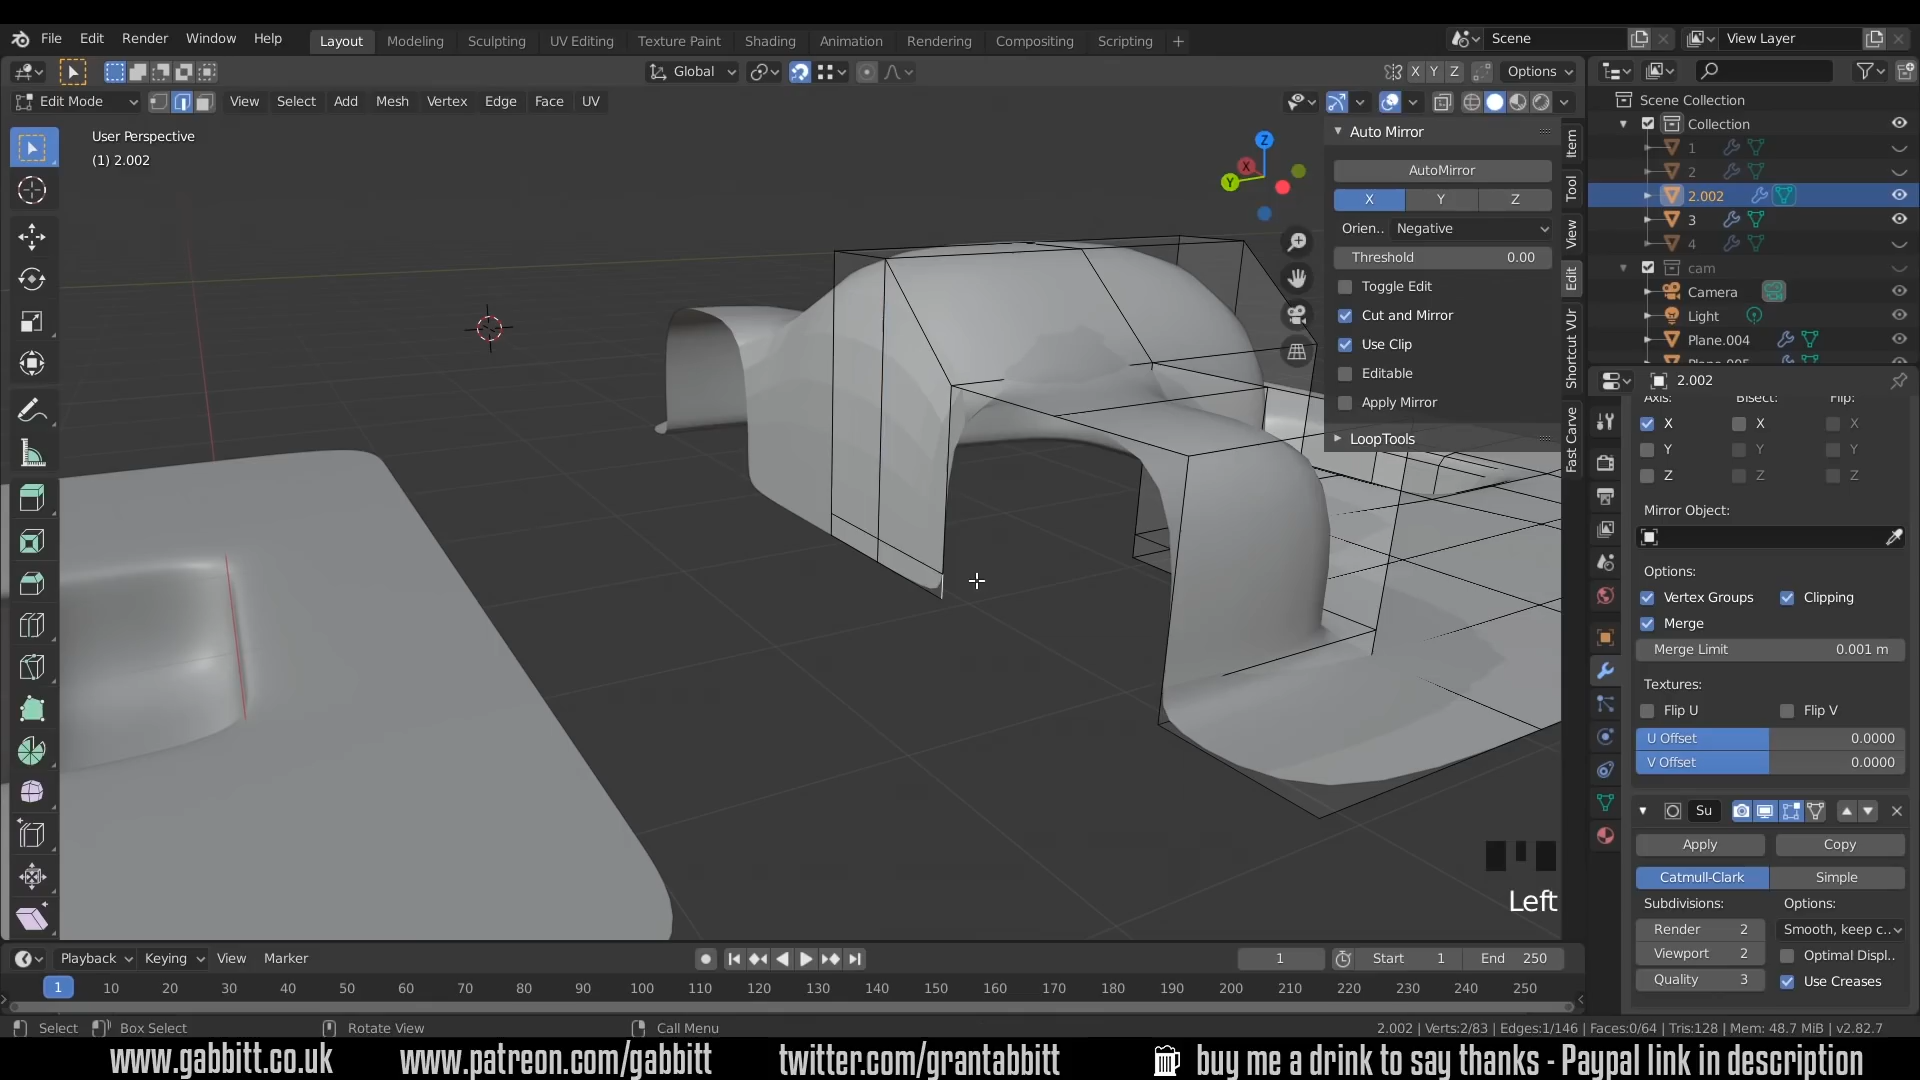 File Edit Render Window Help Layout Modeling Sculpting UV Editing Texture Paint Shading Animation Rendering Compositing Scripting + Scene View Layer
Global X Y Z Options
Edit Mode View Select Add Mesh Vertex Edge Face UV
User Perspective
(1) 2.002
Z
X
Y
Auto Mirror
AutoMirror
X Y Z
Orien.. Negative
Threshold 0.00
Toggle Edit
Cut and Mirror
Use Clip
Editable
Apply Mirror
LoopTools
Item
Tool
View
Edit
Shortcut VUr
Fast Carve
Scene Collection
Collection
1
2
2.002
3
4
cam
Camera
Light
Plane.004
Plane.005
2.002
Axis: Bisect: Flip:
X X X
Y Y Y
Z Z Z
Mirror Object:
Options:
Vertex Groups Clipping
Merge
Merge Limit 0.001 m
Textures:
Flip U Flip V
U Offset 0.0000
V Offset 0.0000
Su
Apply Copy
Catmull-Clark Simple
Subdivisions: Options:
Render 2 Smooth, keep c..
Viewport 2 Optimal Displ..
Quality 3 Use Creases
Left
Playback Keying View Marker 1 Start 1 End 250
1 10 20 30 40 50 60 70 80 90 100 110 120 130 140 150 160 170 180 190 200 210 220 230 240 250
Select Box Select Rotate View Call Menu 2.002 | Verts:2/83 | Edges:1/146 | Faces:0/64 | Tris:128 | Mem: 48.7 MiB | v2.82.7
www.gabbitt.co.uk www.patreon.com/gabbitt twitter.com/grantabbitt buy me a drink to say thanks - Paypal link in description